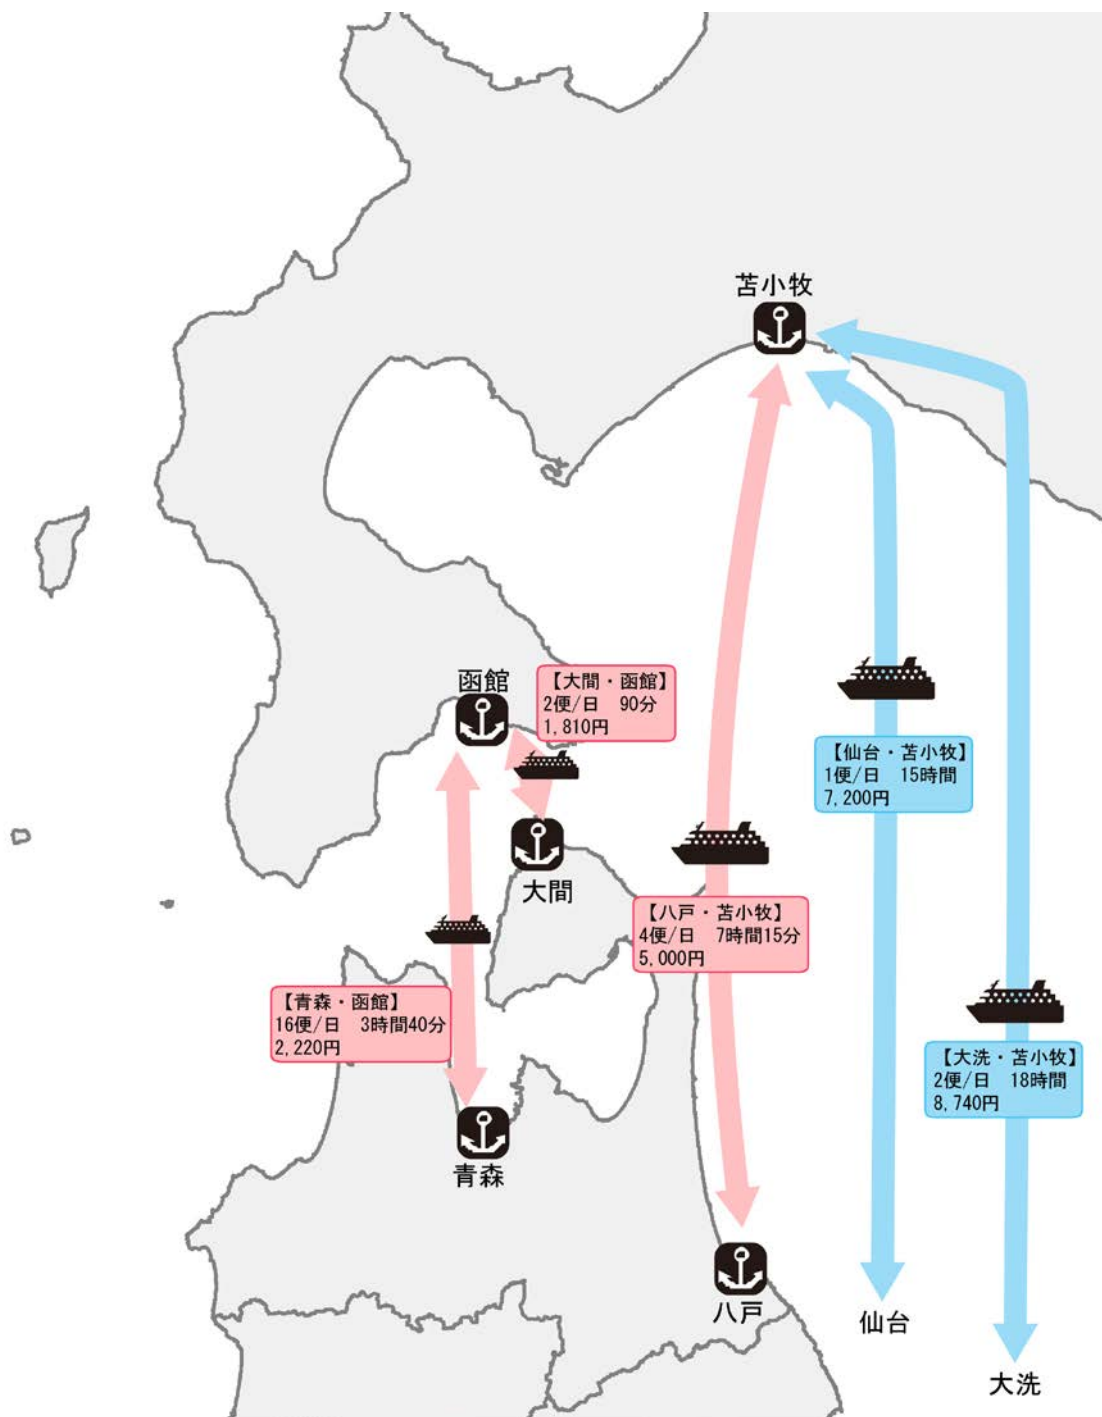 苫小牧
函館
【大間・函館】
2便/日　90分
1,810円
【仙台・苫小牧】
1便/日　15時間
7,200円
大間
【八戸・苫小牧】
4便/日　7時間15分
5,000円
【青森・函館】
16便/日　3時間40分
2,220円
【大洗・苫小牧】
2便/日　18時間
8,740円
青森
八戸
仙台
大洗